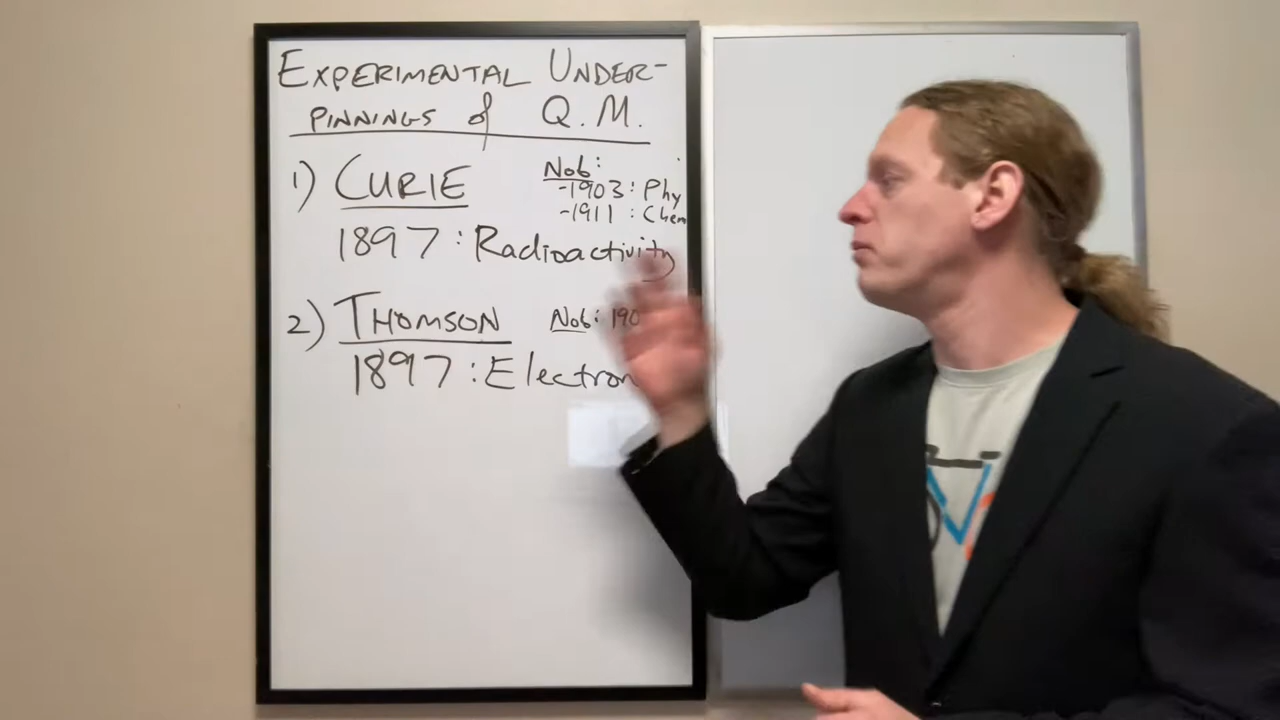 EXPERIMENTAL UNDER-
PINNINGS of Q.M.
1) CURIE
Nob:
-1903: Phy
-1911: Chem
1897: Radioactivity
2) THOMSON Nob: 190
1897: Electron